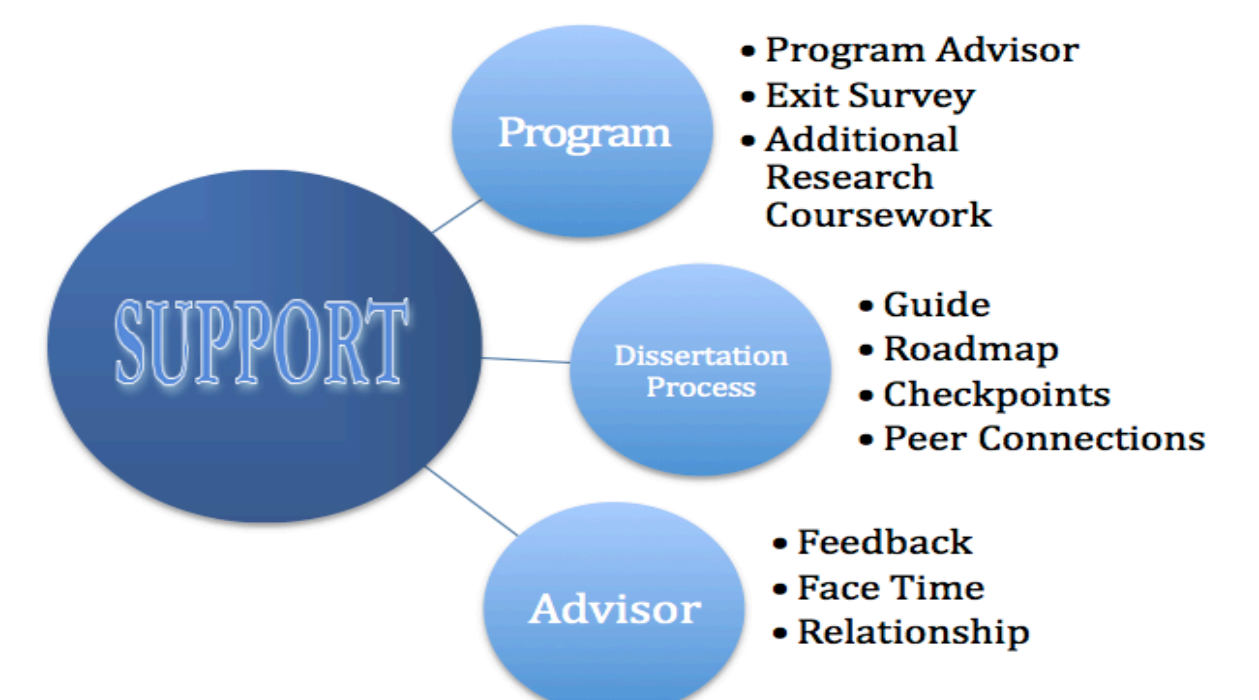 SUPPORT
Program
• Program Advisor
• Exit Survey
• Additional
Research
Coursework
Dissertation
Process
• Guide
• Roadmap
• Checkpoints
• Peer Connections
Advisor
• Feedback
• Face Time
• Relationship